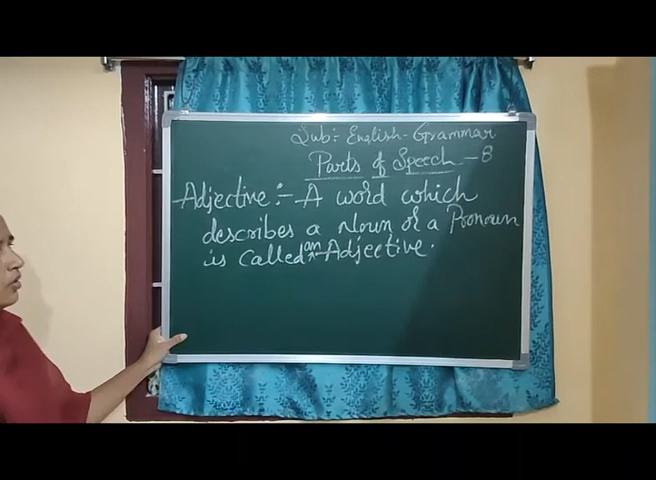 Sub: English-Grammar
Parts of Speech - 8
Adjective:- A word which
describes a Noun or a Pronoun
is called an Adjective.